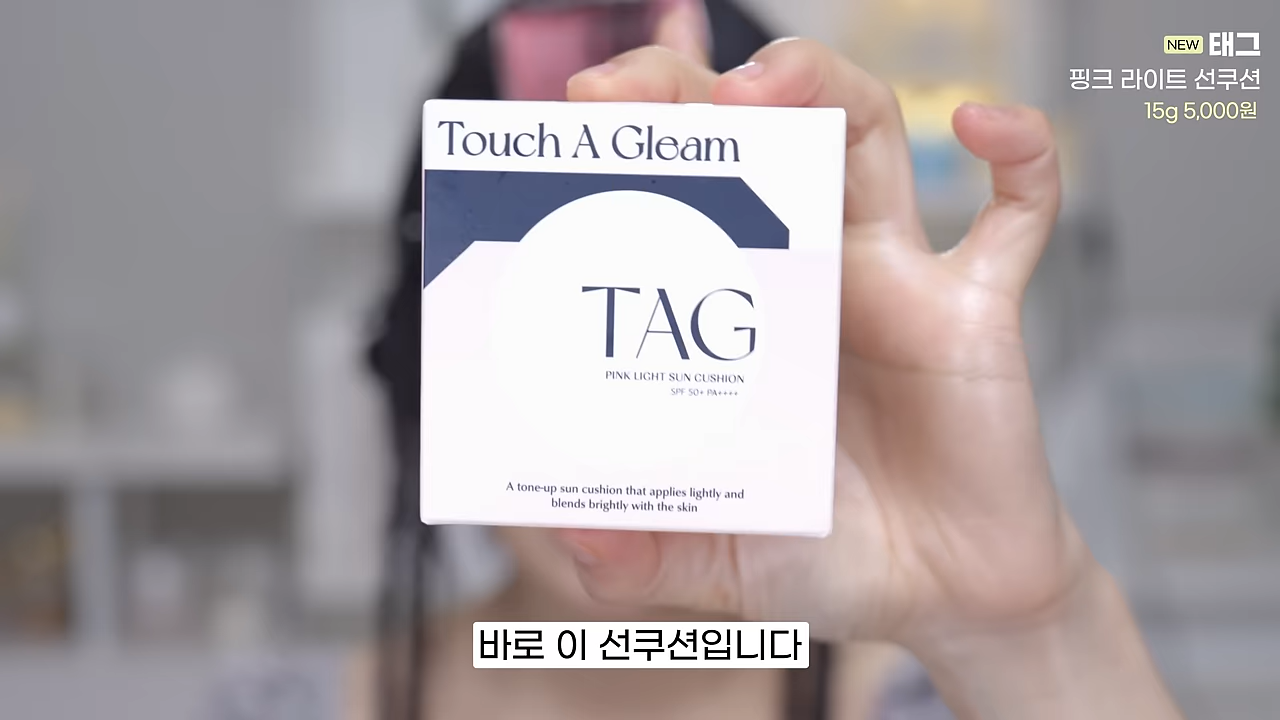 NEW 태그
핑크 라이트 선쿠션
15g 5,000원
Touch A Gleam
TAG
PINK LIGHT SUN CUSHION
SPF 50+ PA++++
A tone-up sun cushion that applies lightly and
blends brightly with the skin
바로 이 선쿠션입니다